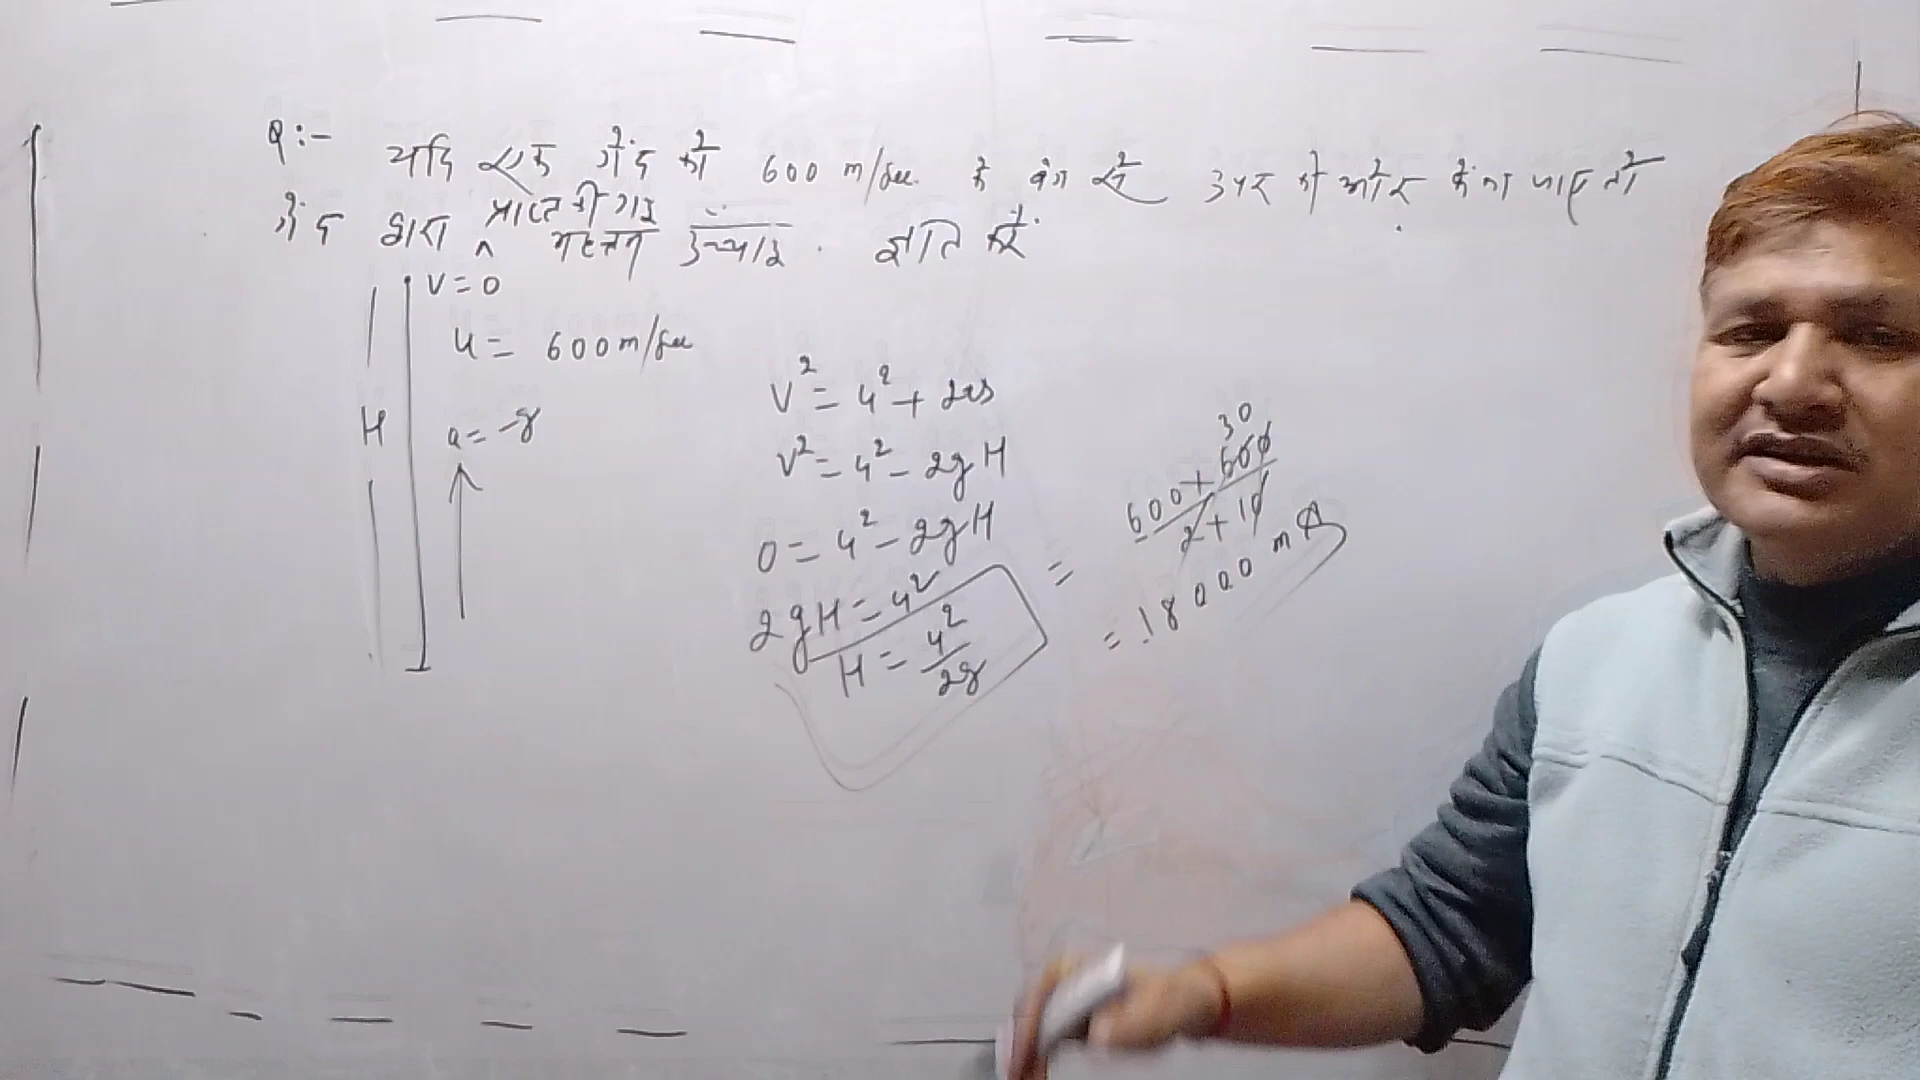 Q:- यदि एक गेंद को 600 m/sec के वेग से ऊपर की ओर फेंका जाए तो
गेंद द्वारा प्राप्त की गई महत्तम उच्चाई ज्ञात करें.
V = 0
u = 600 m/sec
H
a = -g
V² = u² + 2as
V² = u² - 2gH
0 = u² - 2gH
2gH = u²
H = u²/2g
= 600 + 600/2 + 10
30
= 18000 m